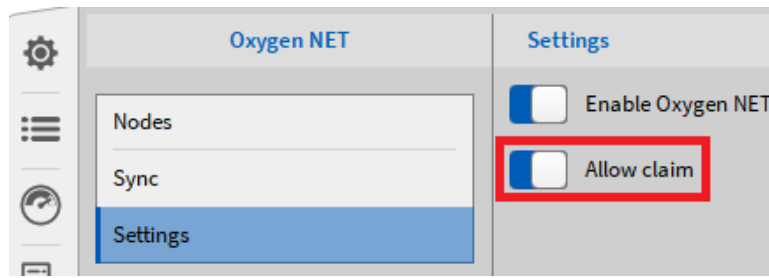 Oxygen NET
Settings
Nodes
Sync
Settings
Enable Oxygen NET
Allow claim